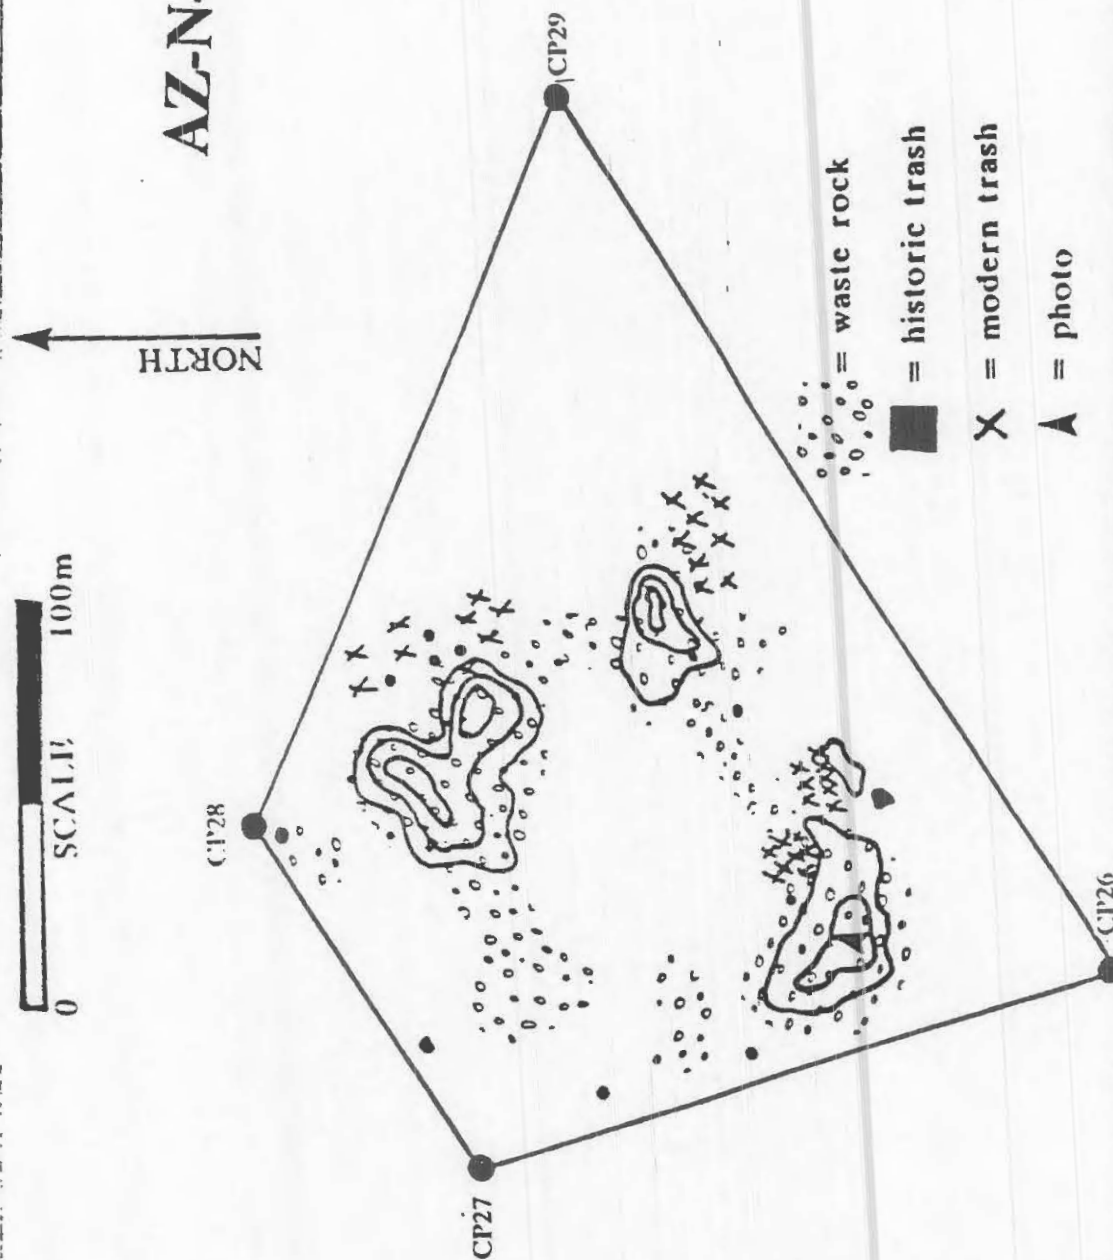 AZ-N-
NORTH
SCALE
0
100m
CP28
CP29
CP27
CP26
= waste rock
= historic trash
X = modern trash
= photo